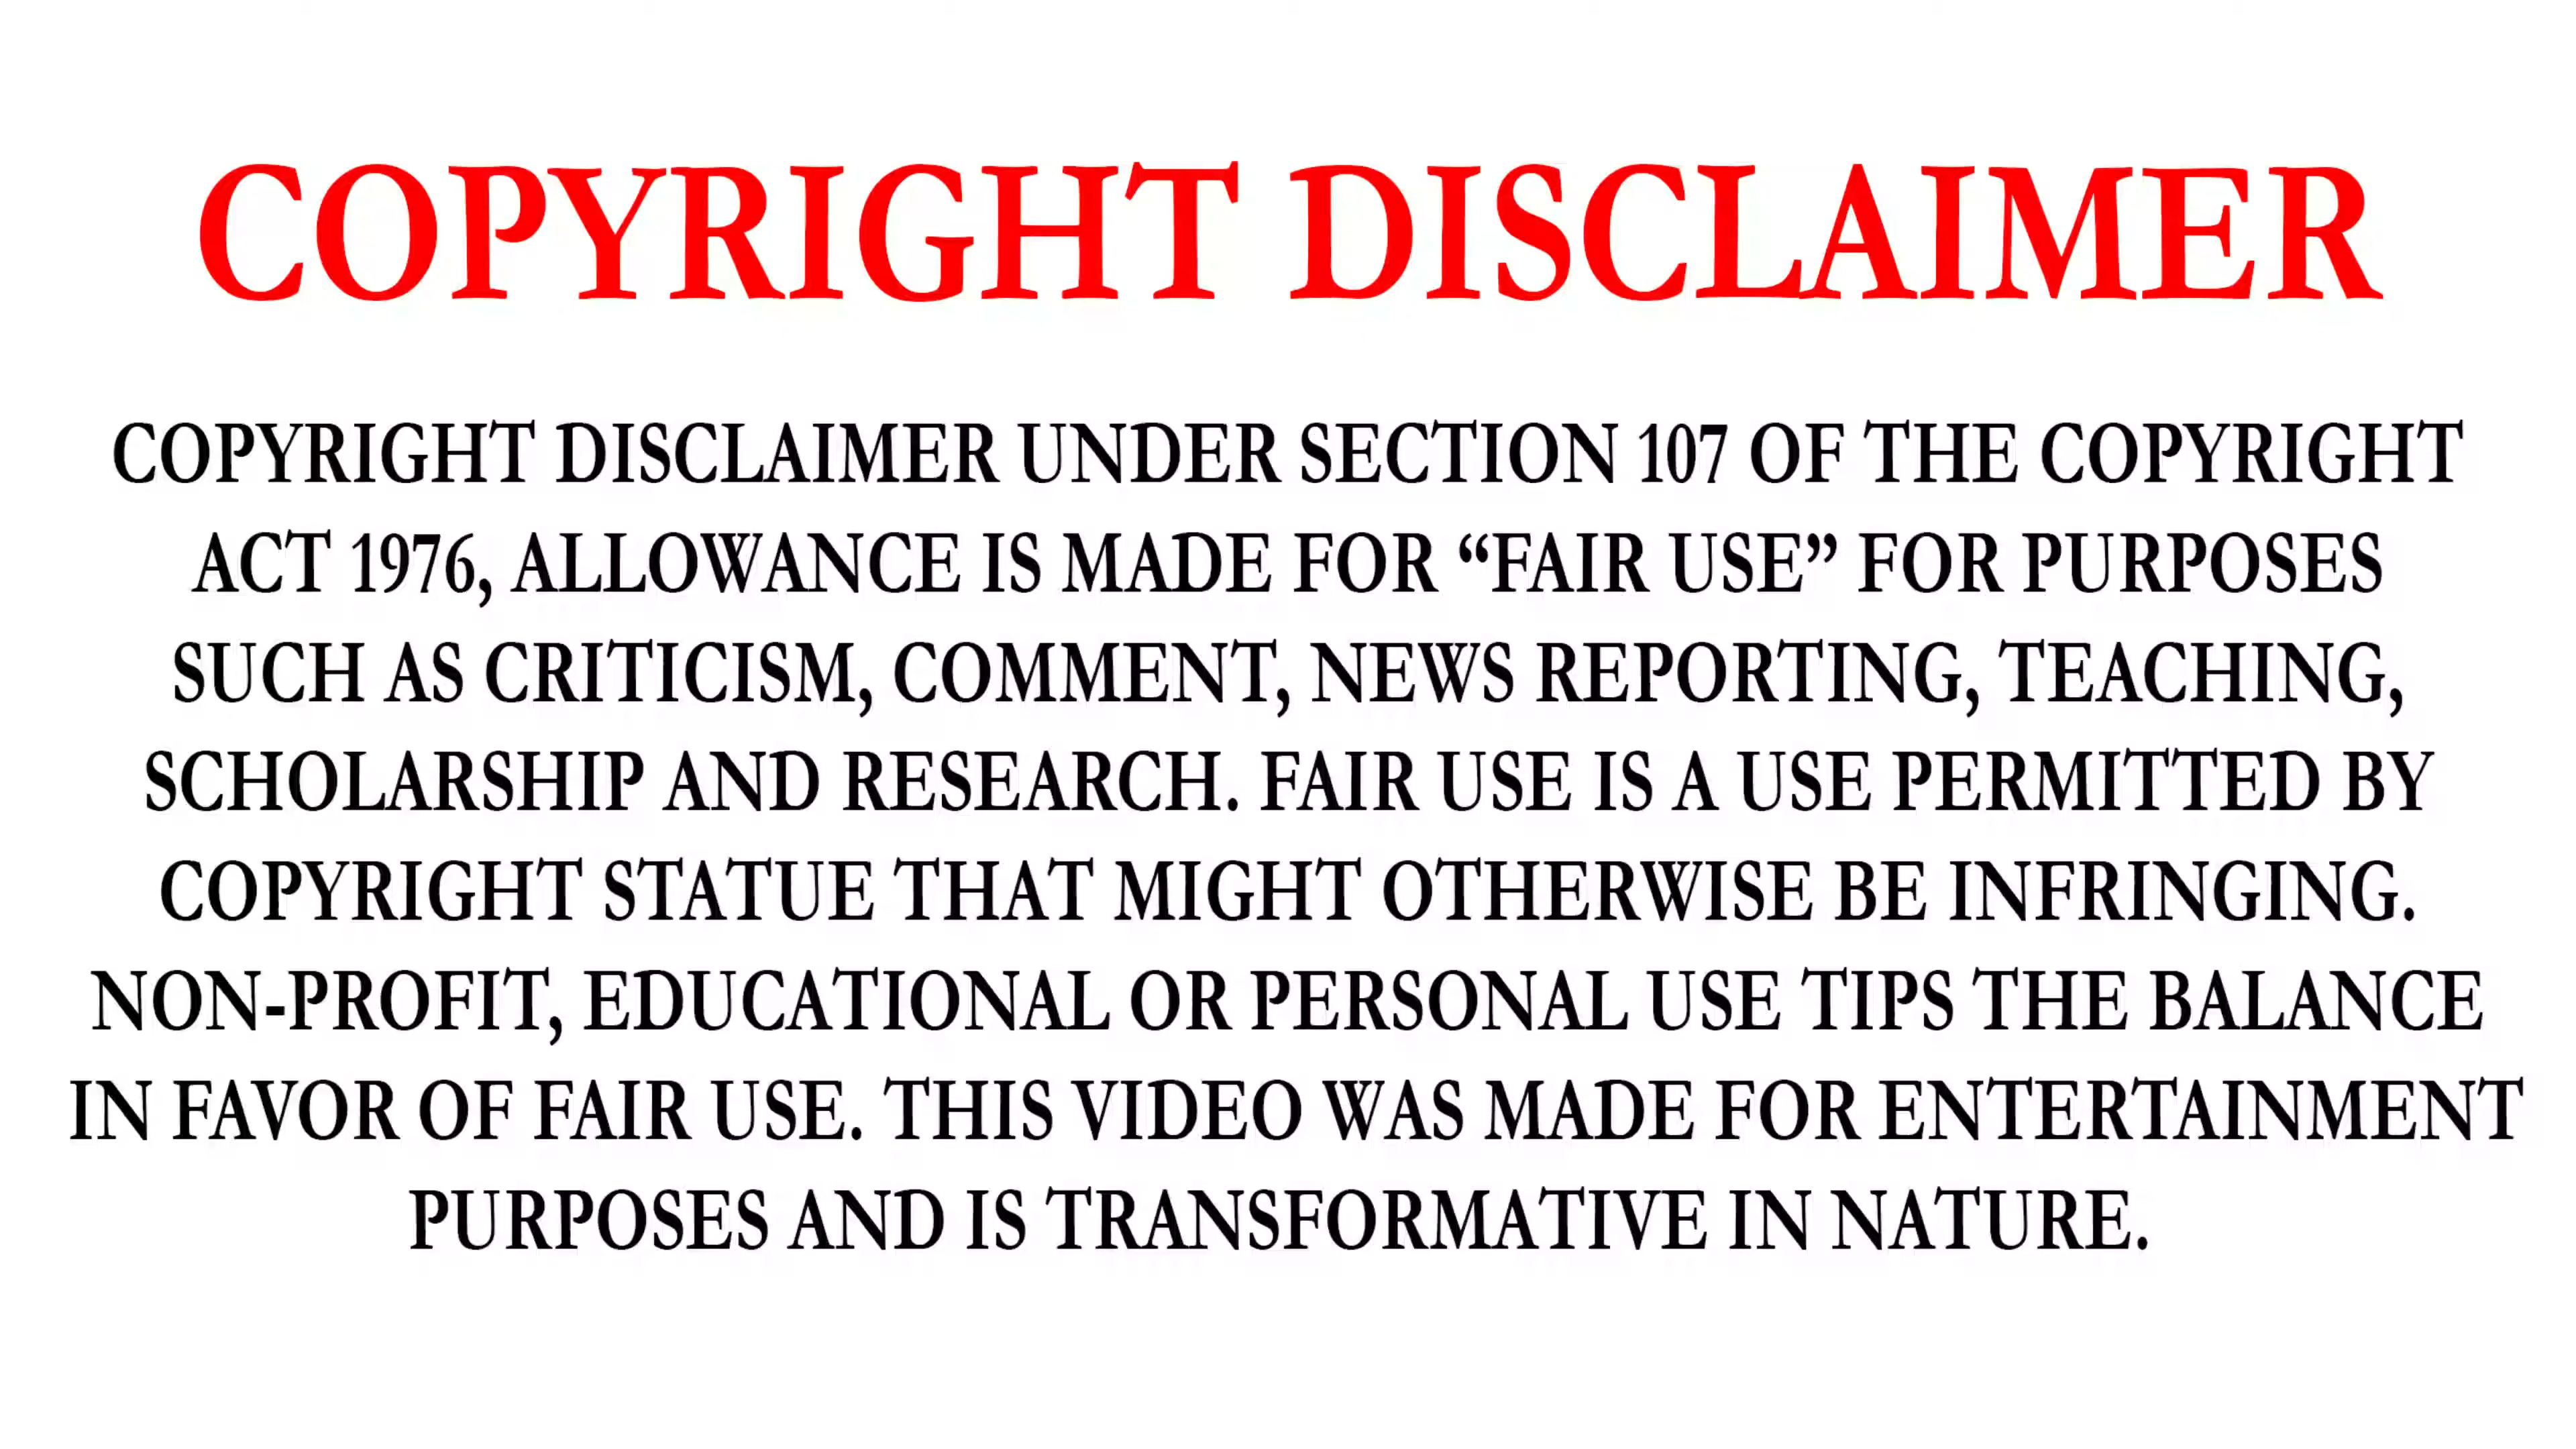 COPYRIGHT DISCLAIMER
COPYRIGHT DISCLAIMER UNDER SECTION 107 OF THE COPYRIGHT
ACT 1976, ALLOWANCE IS MADE FOR “FAIR USE” FOR PURPOSES
SUCH AS CRITICISM, COMMENT, NEWS REPORTING, TEACHING,
SCHOLARSHIP AND RESEARCH. FAIR USE IS A USE PERMITTED BY
COPYRIGHT STATUE THAT MIGHT OTHERWISE BE INFRINGING.
NON-PROFIT, EDUCATIONAL OR PERSONAL USE TIPS THE BALANCE
IN FAVOR OF FAIR USE. THIS VIDEO WAS MADE FOR ENTERTAINMENT
PURPOSES AND IS TRANSFORMATIVE IN NATURE.